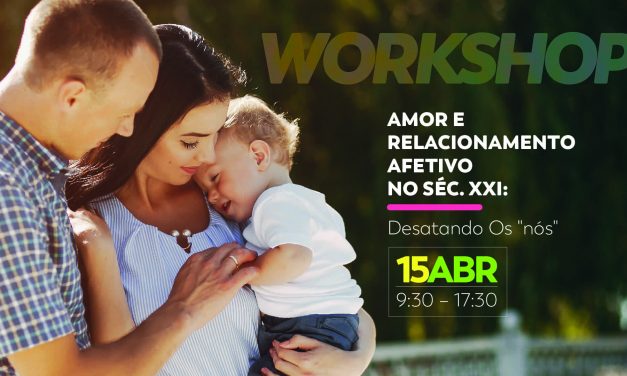 WORKSHOP
AMOR E
RELACIONAMENTO
AFETIVO
NO SÉC. XXI:
Desatando Os "nós"
15ABR
9:30 – 17:30